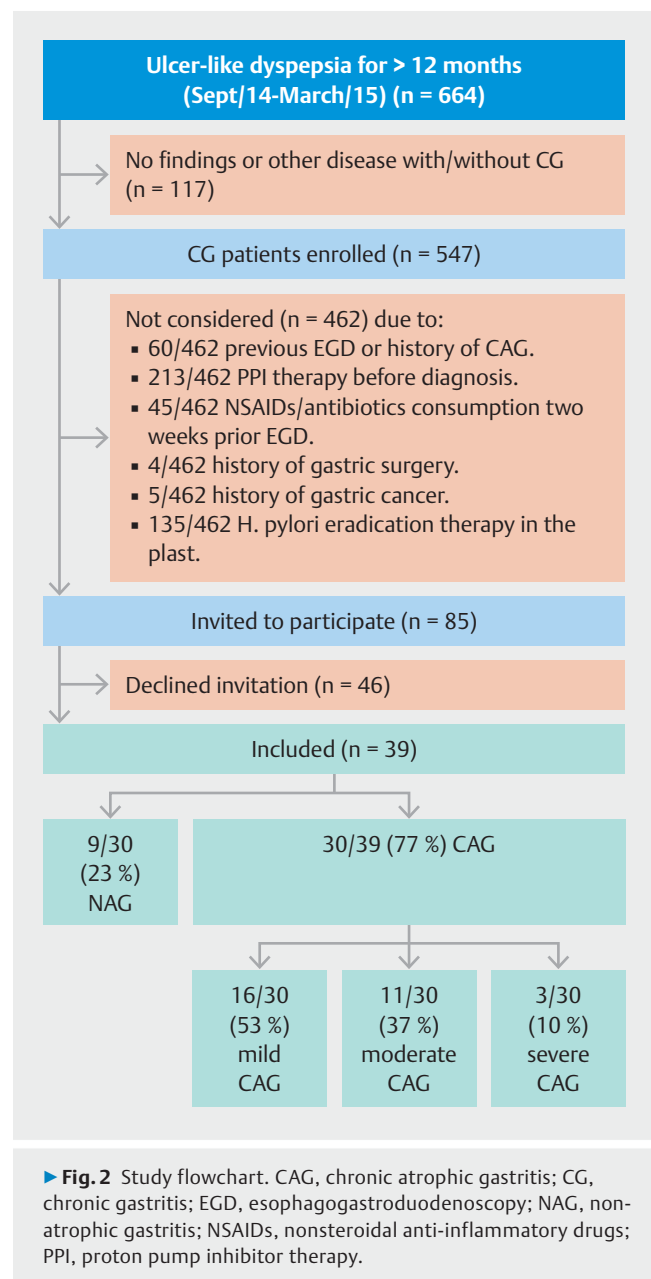 Ulcer-like dyspepsia for > 12 months
(Sept/14-March/15) (n = 664)
No findings or other disease with/without CG
(n = 117)
CG patients enrolled (n = 547)
Not considered (n = 462) due to:
▪ 60/462 previous EGD or history of CAG.
▪ 213/462 PPI therapy before diagnosis.
▪ 45/462 NSAIDs/antibiotics consumption two
weeks prior EGD.
▪ 4/462 history of gastric surgery.
▪ 5/462 history of gastric cancer.
▪ 135/462 H. pylori eradication therapy in the
plast.
Invited to participate (n = 85)
Declined invitation (n = 46)
Included (n = 39)
9/30
(23 %)
NAG
30/39 (77 %) CAG
16/30
(53 %)
mild
CAG
11/30
(37 %)
moderate
CAG
3/30
(10 %)
severe
CAG
▶ Fig. 2 Study flowchart. CAG, chronic atrophic gastritis; CG,
chronic gastritis; EGD, esophagogastroduodenoscopy; NAG, non-
atrophic gastritis; NSAIDs, nonsteroidal anti-inflammatory drugs;
PPI, proton pump inhibitor therapy.